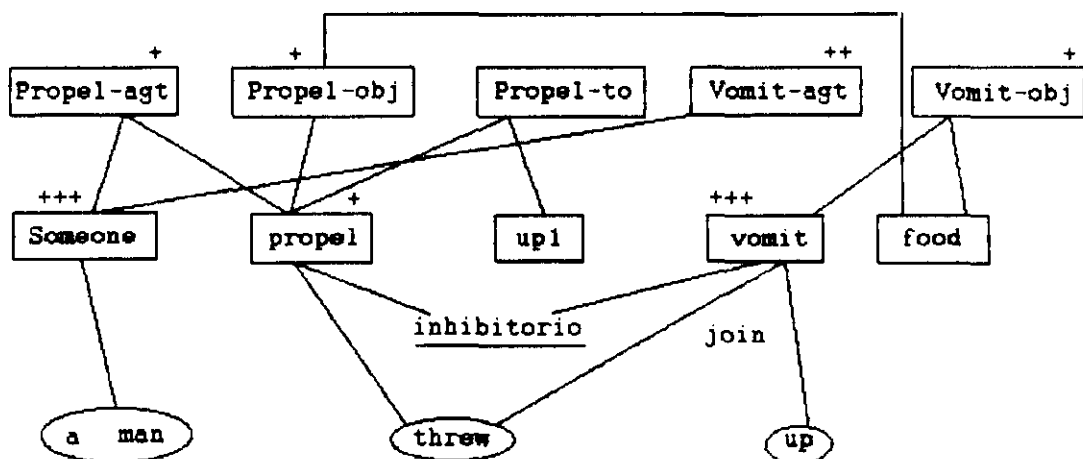 + + ++ +
Propel-agt Propel-obj Propel-to Vomit-agt Vomit-obj
+++ + +++
Someone propel up1 vomit food
inhibitorio
join
a man threw up